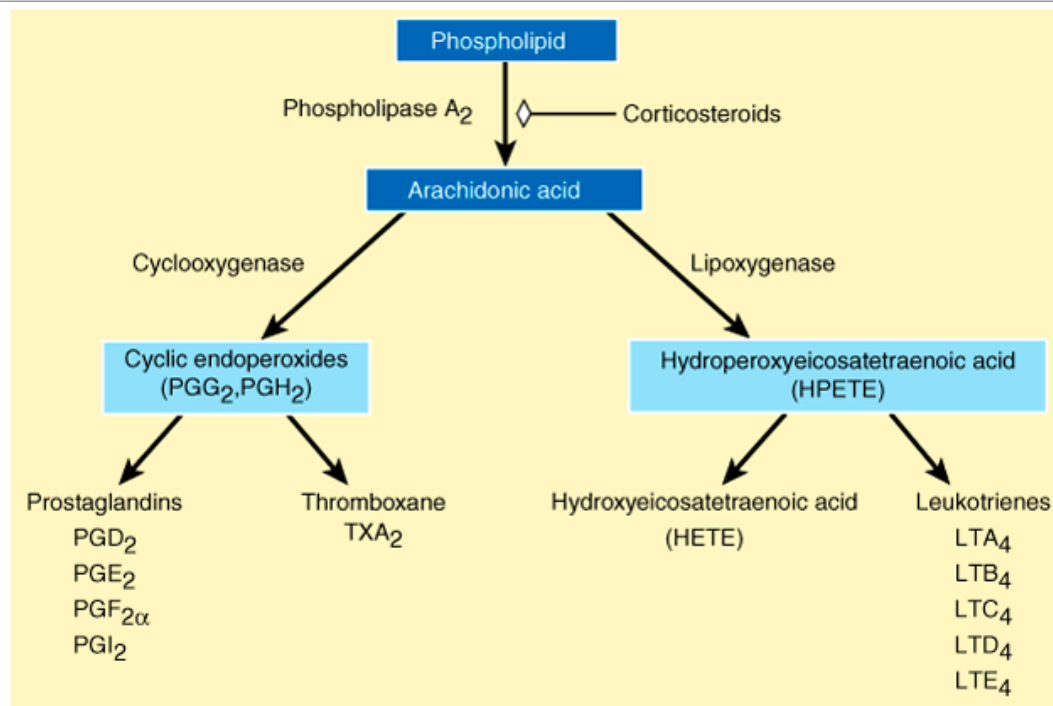 Phospholipid
Phospholipase A2
Corticosteroids
Arachidonic acid
Cyclooxygenase
Lipoxygenase
Cyclic endoperoxides
(PGG2,PGH2)
Hydroperoxyeicosatetraenoic acid
(HPETE)
Prostaglandins
PGD2
PGE2
PGF2α
PGI2
Thromboxane
TXA2
Hydroxyeicosatetraenoic acid
(HETE)
Leukotrienes
LTA4
LTB4
LTC4
LTD4
LTE4